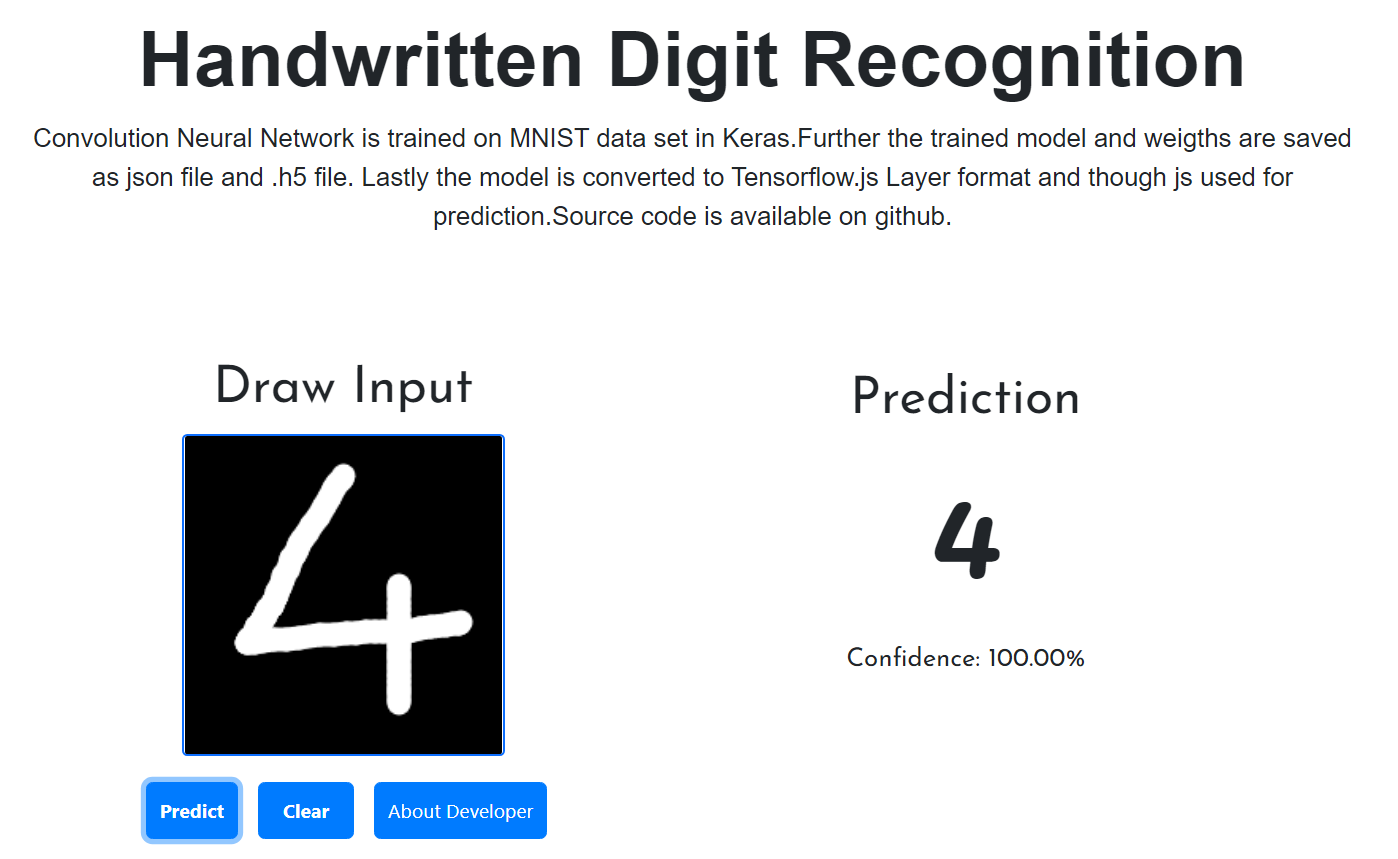 Handwritten Digit Recognition
Convolution Neural Network is trained on MNIST data set in Keras.Further the trained model and weigths are saved
as json file and .h5 file. Lastly the model is converted to Tensorflow.js Layer format and though js used for
prediction.Source code is available on github.
Draw Input
4
Predict Clear About Developer
Prediction
4
Confidence: 100.00%